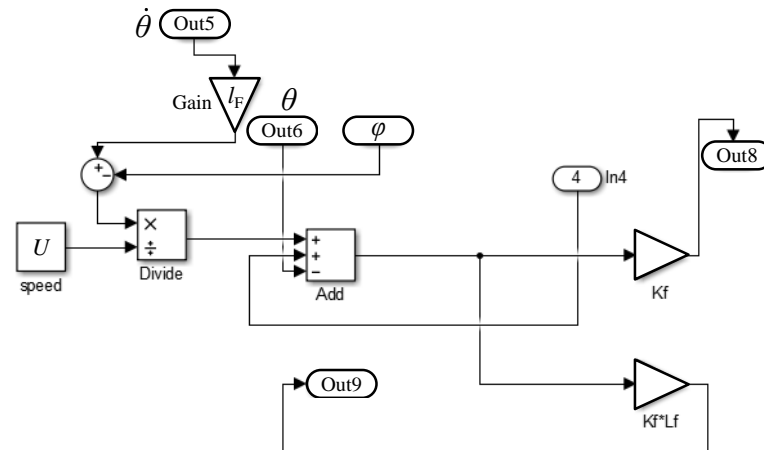 θ̇ Out5
Gain l_F
θ
Out6
φ
Out8
+
−
4 In4
U
speed
×
÷
Divide
+
+
−
Add
Kf
Out9
Kf*Lf